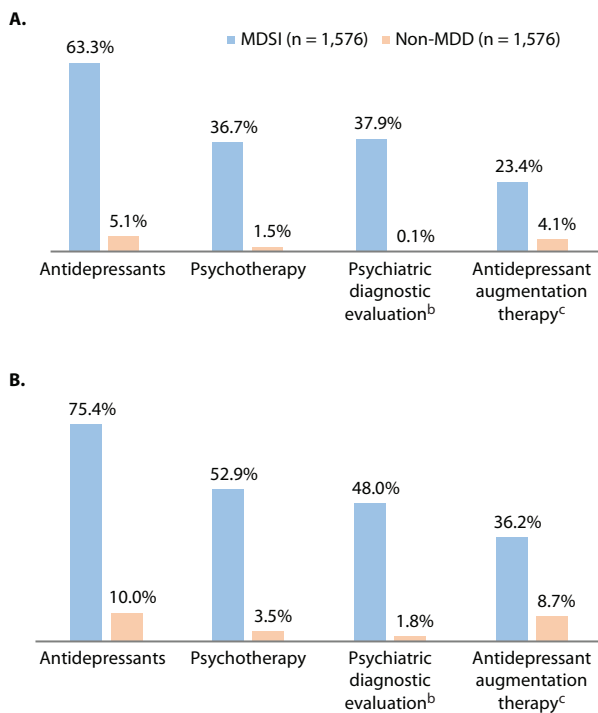 A.
MDSI (n = 1,576) Non-MDD (n = 1,576)
63.3%
36.7%
37.9%
23.4%
5.1%
1.5%
0.1%
4.1%
Antidepressants
Psychotherapy
Psychiatric
diagnostic
evaluationb
Antidepressant
augmentation
therapyc
B.
75.4%
52.9%
48.0%
36.2%
10.0%
3.5%
1.8%
8.7%
Antidepressants
Psychotherapy
Psychiatric
diagnostic
evaluationb
Antidepressant
augmentation
therapyc